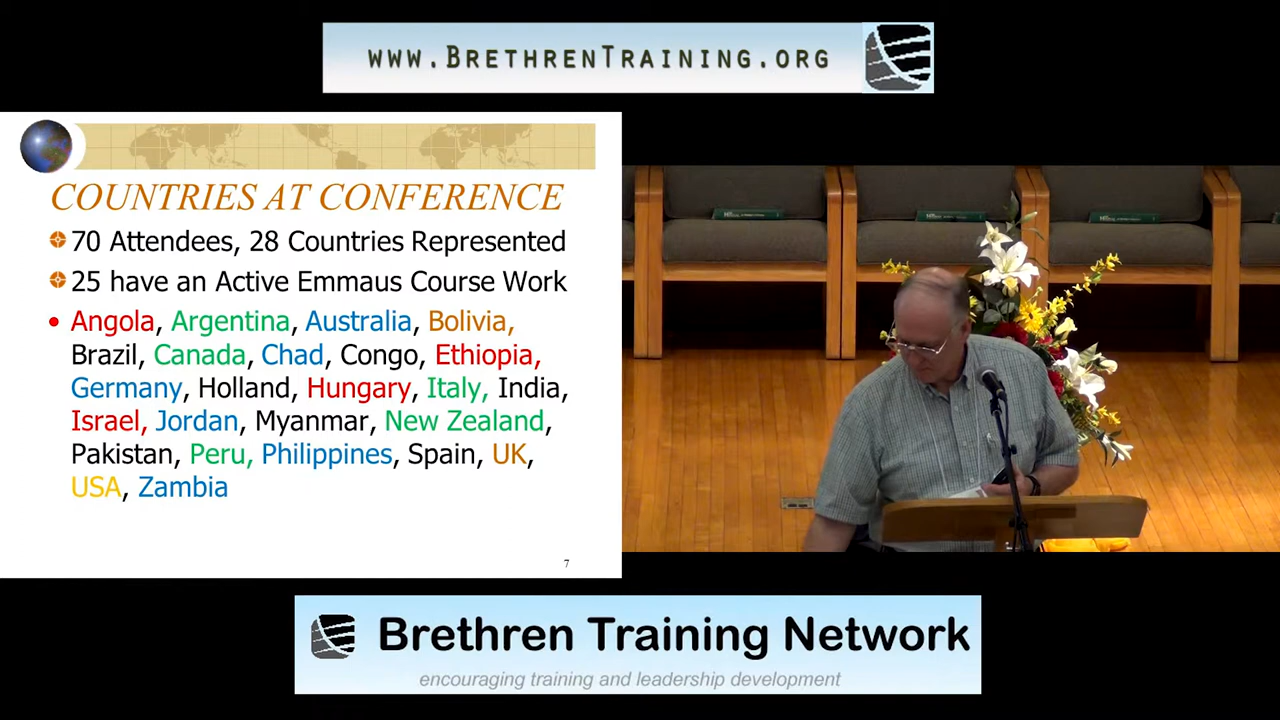 www.BrethrenTraining.org
COUNTRIES AT CONFERENCE
70 Attendees, 28 Countries Represented
25 have an Active Emmaus Course Work
Angola, Argentina, Australia, Bolivia,
Brazil, Canada, Chad, Congo, Ethiopia,
Germany, Holland, Hungary, Italy, India,
Israel, Jordan, Myanmar, New Zealand,
Pakistan, Peru, Philippines, Spain, UK,
USA, Zambia
7
Brethren Training Network
encouraging training and leadership development